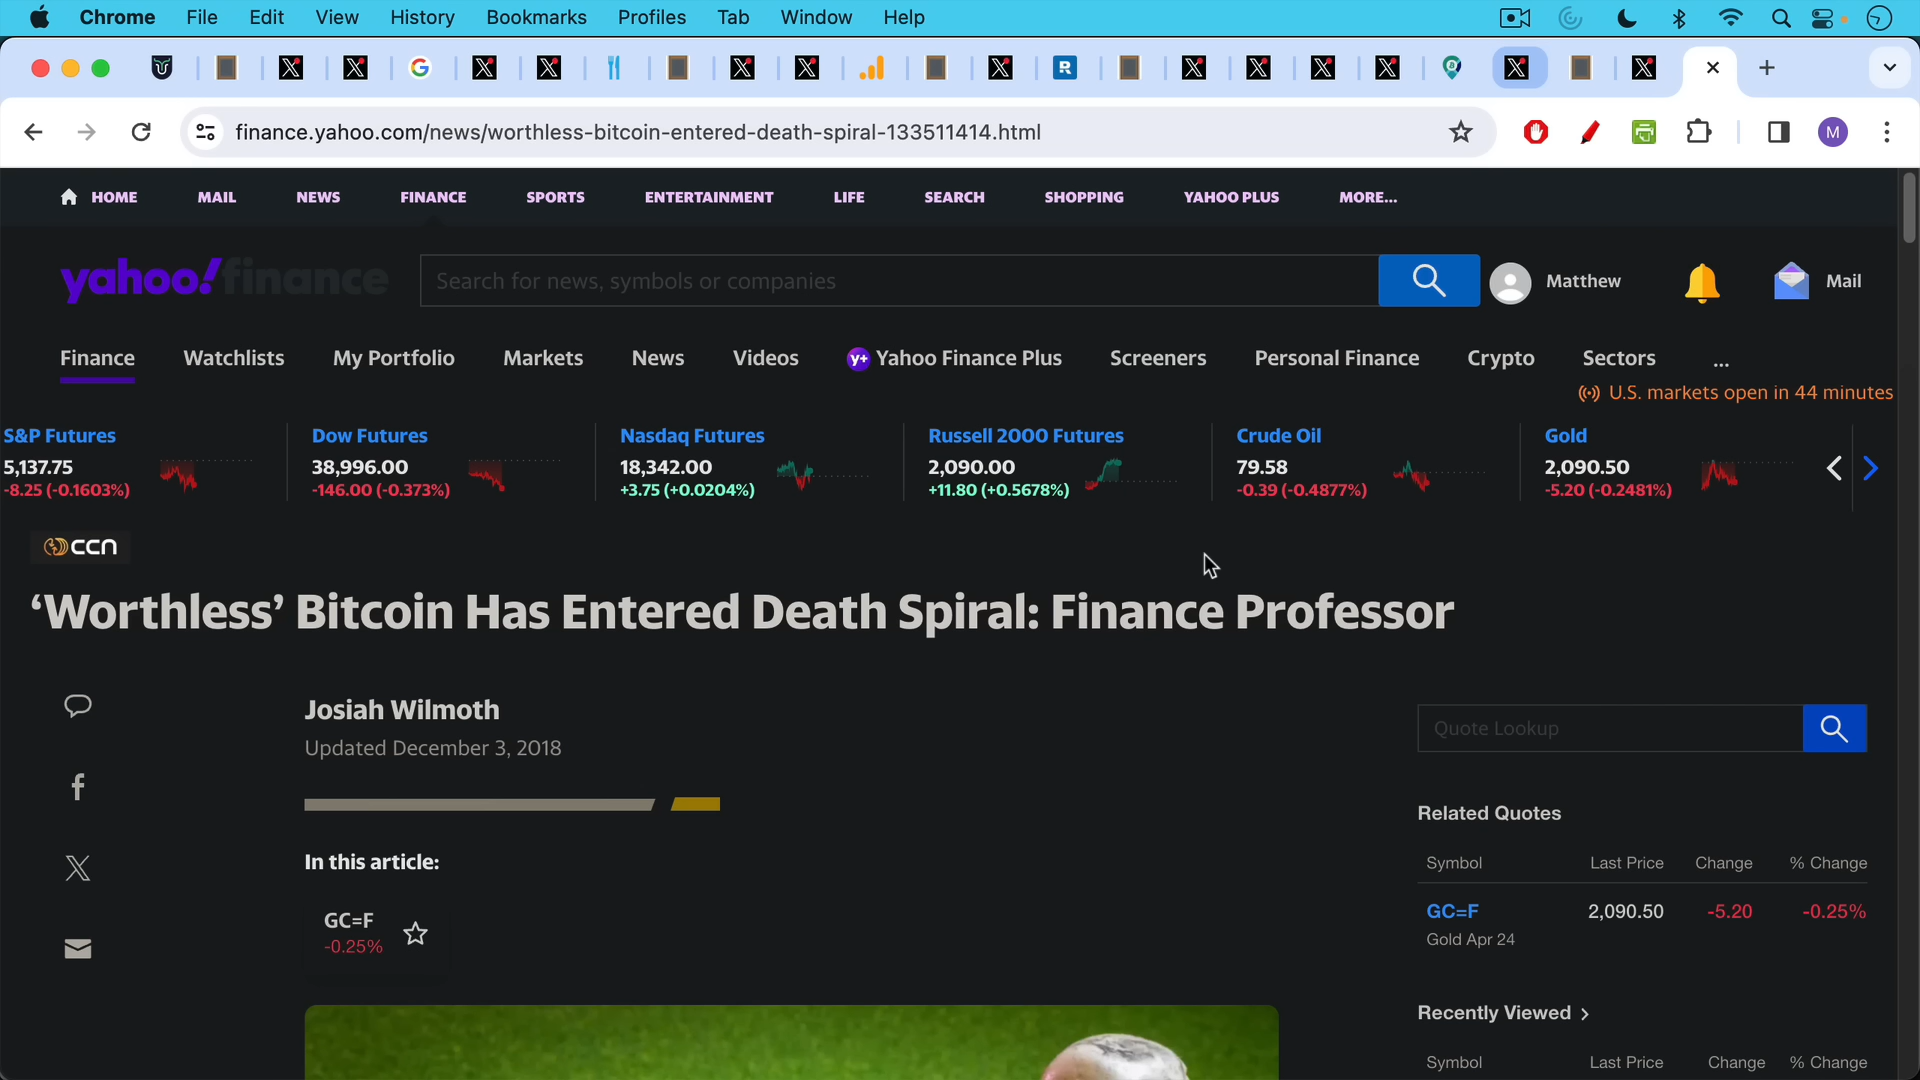 Chrome File Edit View History Bookmarks Profiles Tab Window Help
finance.yahoo.com/news/worthless-bitcoin-entered-death-spiral-133511414.html
M
HOME MAIL NEWS FINANCE SPORTS ENTERTAINMENT LIFE SEARCH SHOPPING YAHOO PLUS MORE...
yahoo!finance
Search for news, symbols or companies
Matthew
Mail
Finance Watchlists My Portfolio Markets News Videos y+ Yahoo Finance Plus Screeners Personal Finance Crypto Sectors ...
U.S. markets open in 44 minutes
S&P Futures Dow Futures Nasdaq Futures Russell 2000 Futures Crude Oil Gold
5,137.75 38,996.00 18,342.00 2,090.00 79.58 2,090.50
-8.25 (-0.1603%) -146.00 (-0.373%) +3.75 (+0.0204%) +11.80 (+0.5678%) -0.39 (-0.4877%) -5.20 (-0.2481%)
ccn
‘Worthless’ Bitcoin Has Entered Death Spiral: Finance Professor
Josiah Wilmoth
Updated December 3, 2018
In this article:
GC=F
-0.25%
Quote Lookup
Related Quotes
Symbol Last Price Change % Change
GC=F 2,090.50 -5.20 -0.25%
Gold Apr 24
Recently Viewed
Symbol Last Price Change % Change